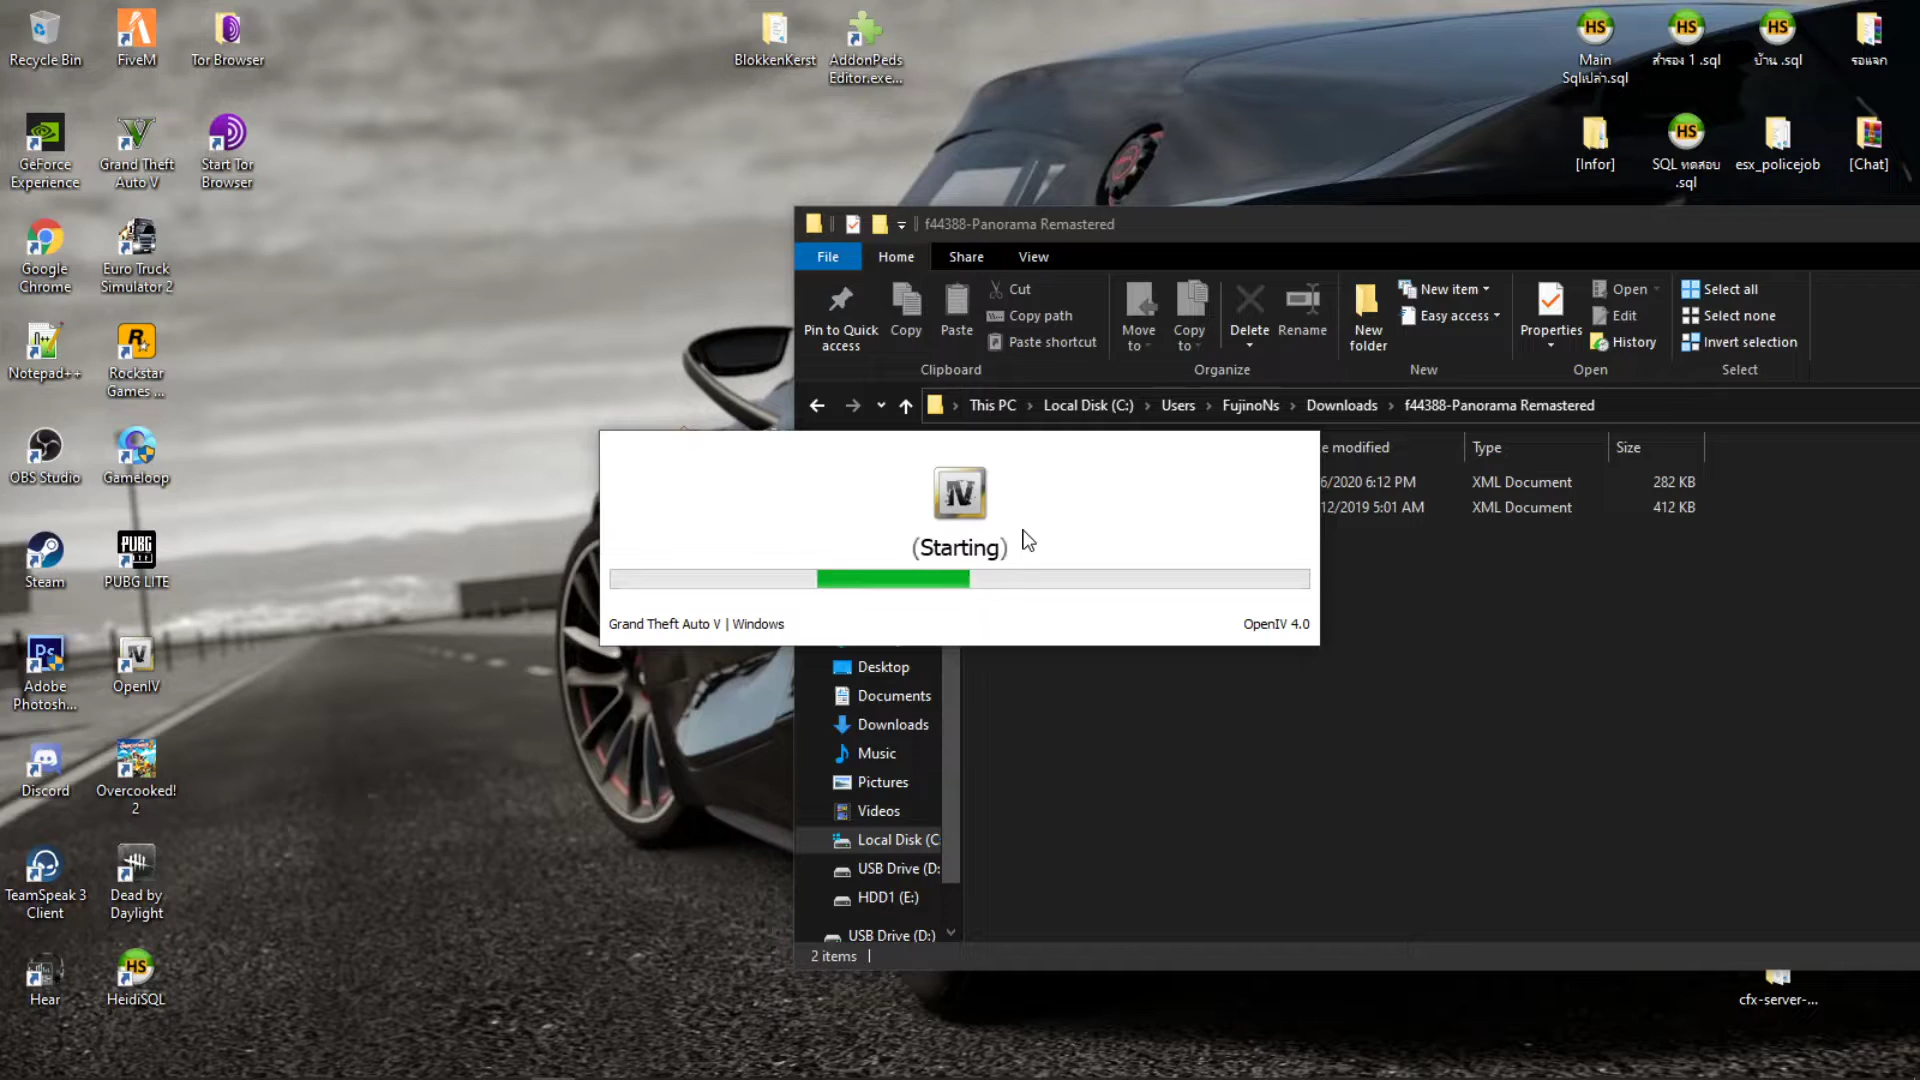 Recycle Bin
FiveM
Tor Browser
BlokkenKerst
AddonPeds
Editor.exe...
Main
Sqlเปล่า.sql
สำรอง 1 .sql
บ้าน .sql
รอแจก
GeForce
Experience
Grand Theft
Auto V
Start Tor
Browser
[Infor]
SQL ทดสอบ
.sql
esx_policejob
[Chat]
Google
Chrome
Euro Truck
Simulator 2
Notepad++
Rockstar
Games ...
OBS Studio
Gameloop
Steam
PUBG LITE
Adobe
Photosh...
OpenIV
Discord
Overcooked!
2
TeamSpeak 3
Client
Dead by
Daylight
Hear
HeidiSQL
cfx-server-...
f44388-Panorama Remastered
File
Home
Share
View
Pin to Quick
access
Copy
Paste
Cut
Copy path
Paste shortcut
Clipboard
Move
to
Copy
to
Delete
Rename
Organize
New
folder
New item
Easy access
New
Properties
Open
Edit
History
Open
Select all
Select none
Invert selection
Select
This PC > Local Disk (C:) > Users > FujinoNs > Downloads > f44388-Panorama Remastered
e modified Type Size
6/2020 6:12 PM XML Document 282 KB
12/2019 5:01 AM XML Document 412 KB
(Starting)
Grand Theft Auto V | Windows
OpenIV 4.0
Desktop
Documents
Downloads
Music
Pictures
Videos
Local Disk (C:
USB Drive (D:
HDD1 (E:)
USB Drive (D:)
2 items